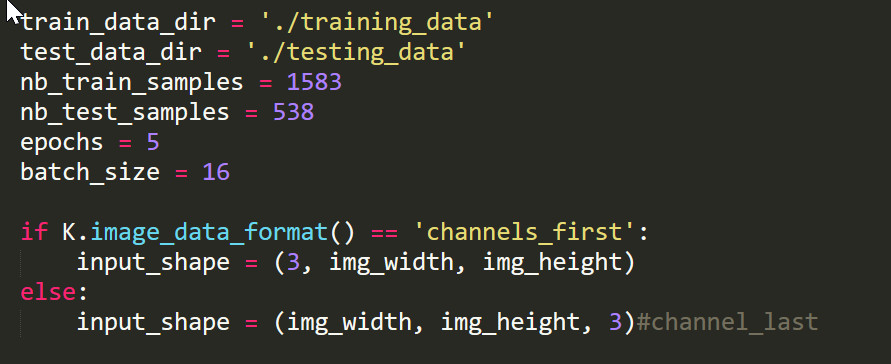 train_data_dir = './training_data'
test_data_dir = './testing_data'
nb_train_samples = 1583
nb_test_samples = 538
epochs = 5
batch_size = 16

if K.image_data_format() == 'channels_first':
    input_shape = (3, img_width, img_height)
else:
    input_shape = (img_width, img_height, 3)#channel_last